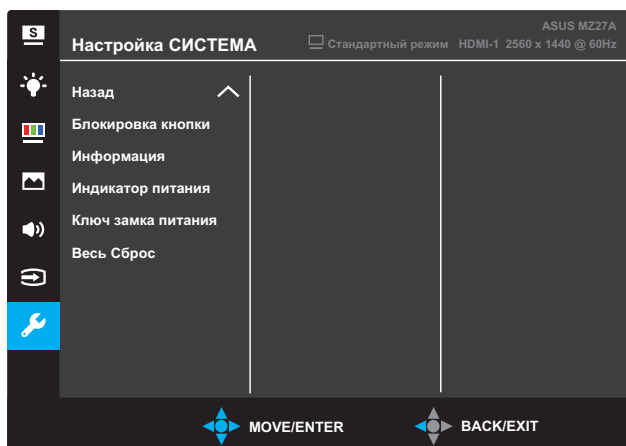 S
ASUS MZ27A
Настройка СИСТЕМА
Стандартный режим HDMI-1 2560 x 1440 @ 60Hz
Назад
Блокировка кнопки
Информация
Индикатор питания
Ключ замка питания
Весь Сброс
MOVE/ENTER
BACK/EXIT